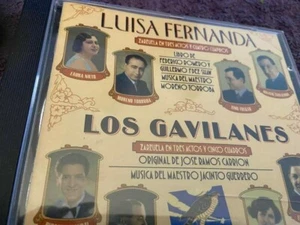 LUISA FERNANDA
ZARZUELA EN TRES ACTOS Y CUATRO CUADROS
LIBRO DE
FEDERICO ROMERO Y
GUILLERMO FDEZ SHAW
MUSICA DEL MAESTRO
MORENO TORROBA
MORENO TORROBA
LOS GAVILANES
ZARZUELA EN TRES ACTOS Y CINCO CUADROS
ORIGINAL DE JOSE RAMOS CARRION
MUSICA DEL MAESTRO JACINTO GUERRERO